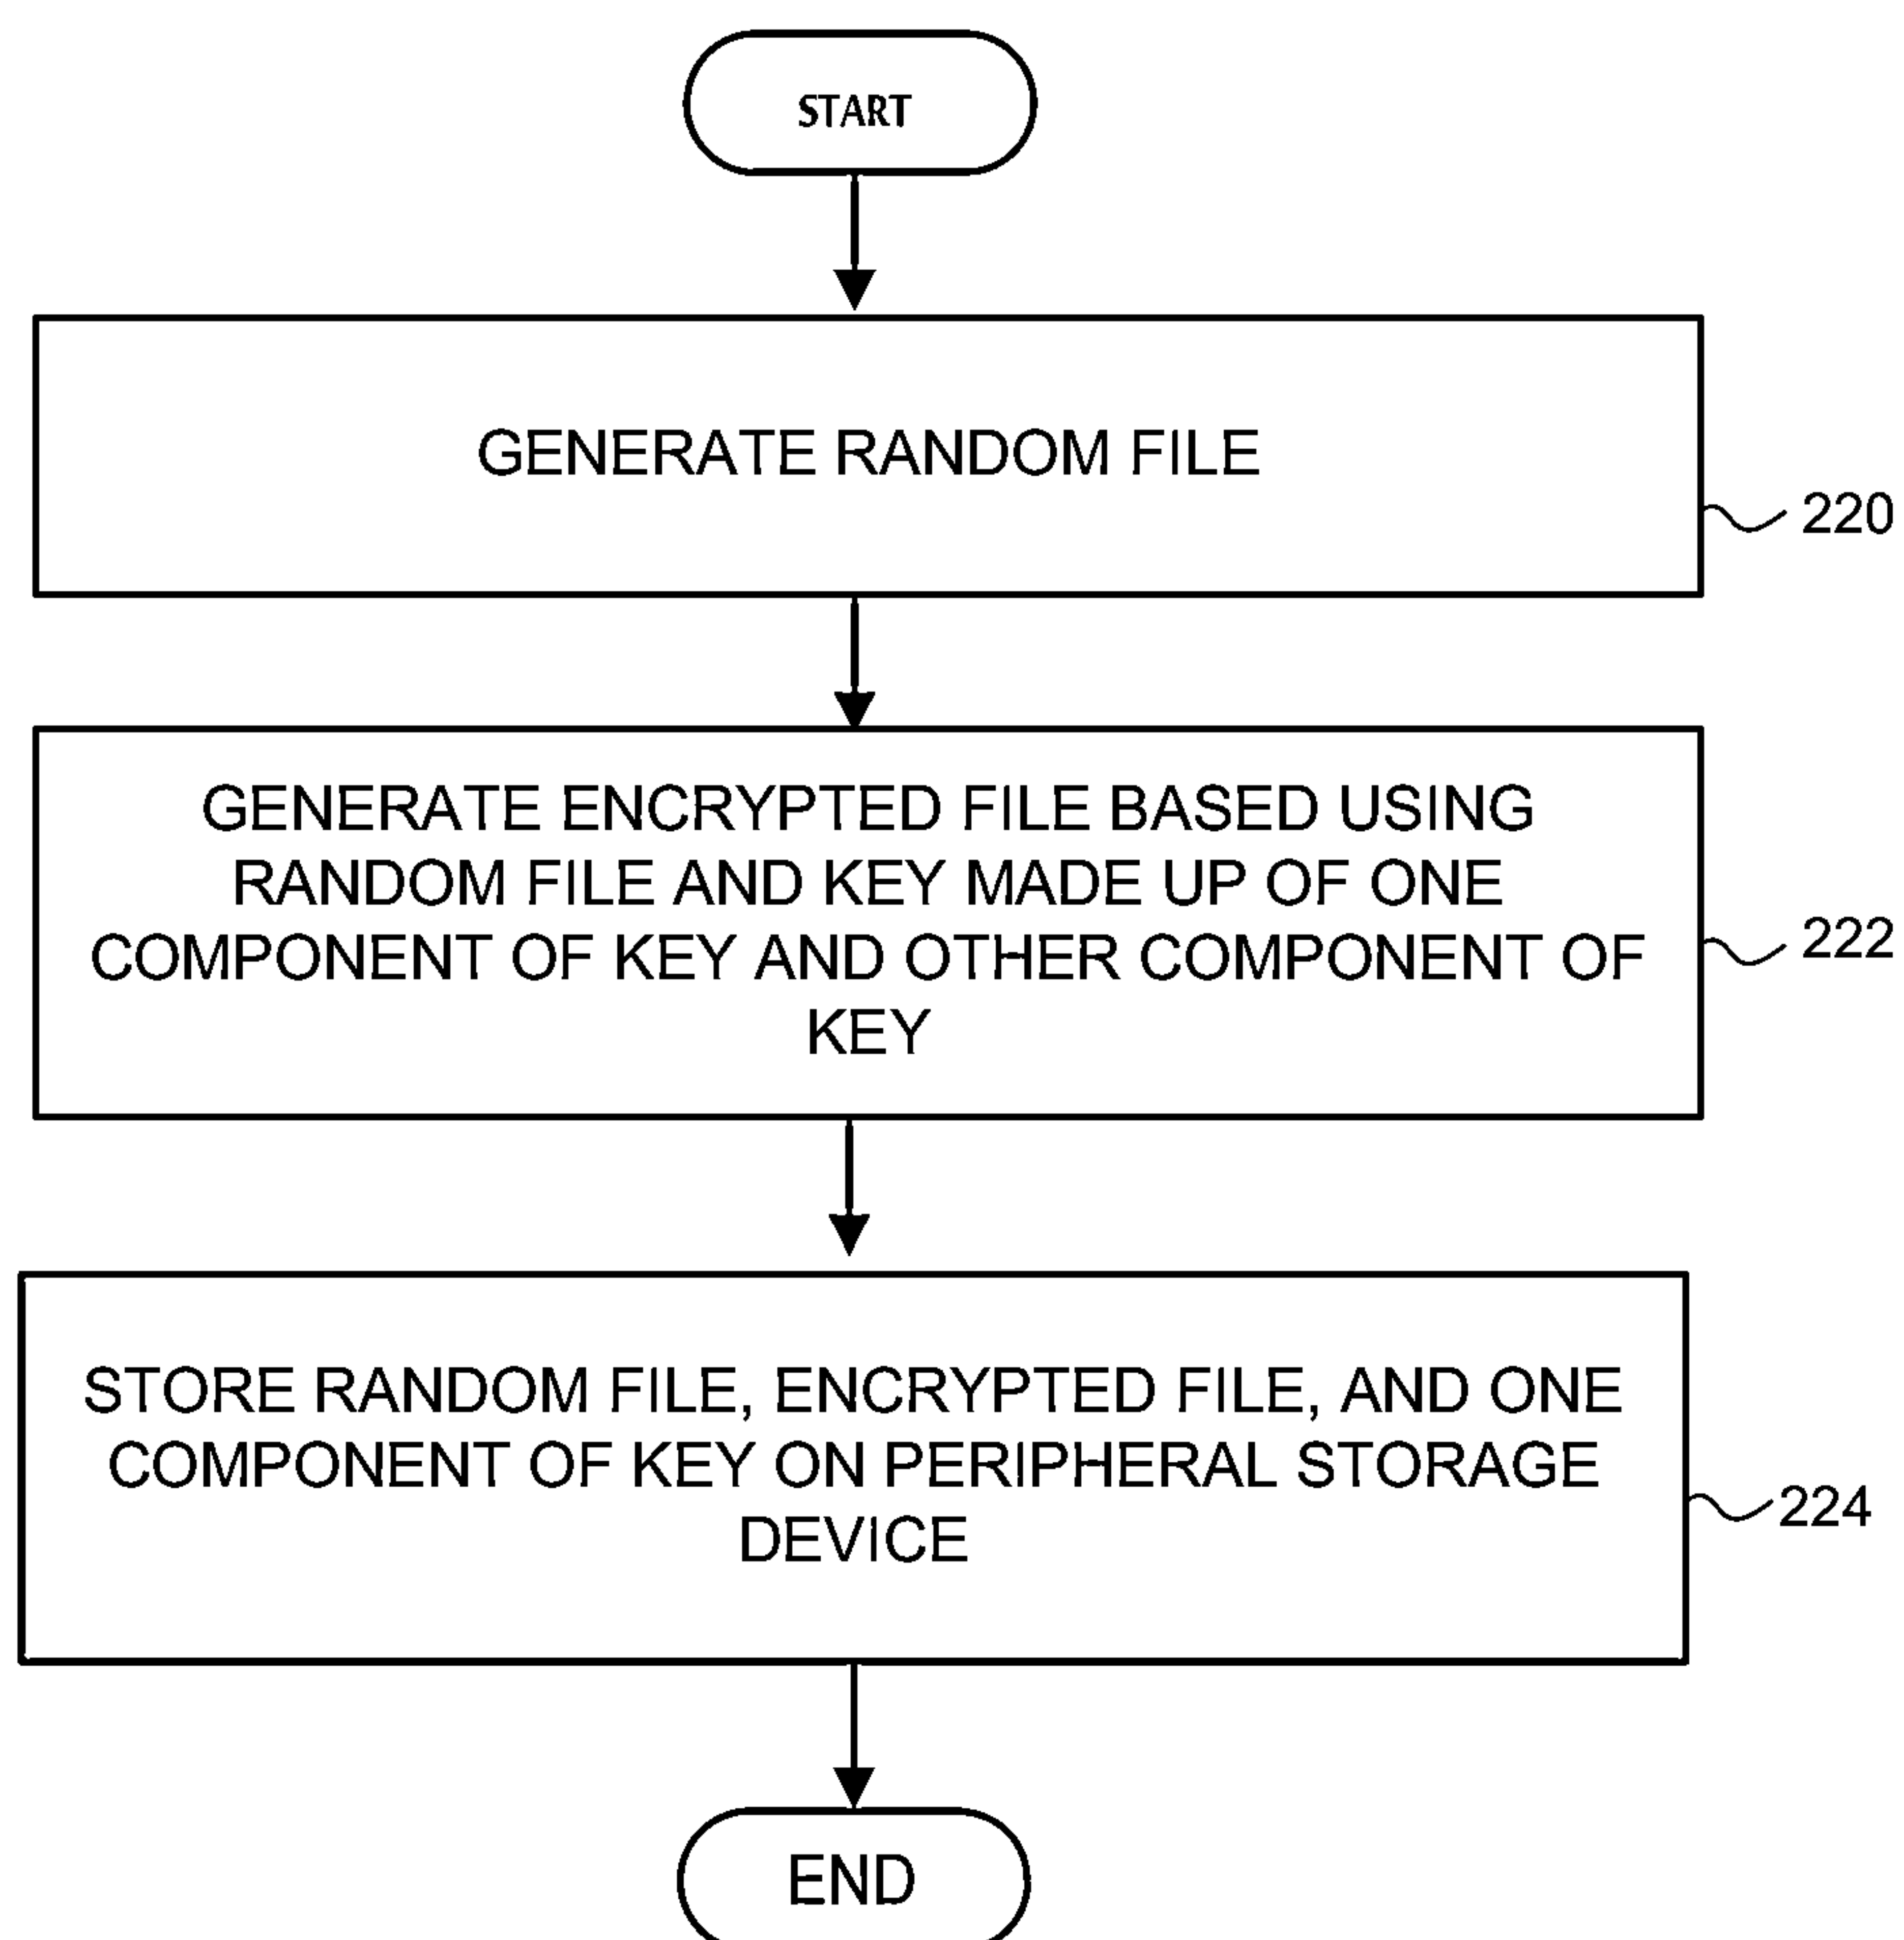 START
GENERATE RANDOM FILE
220
GENERATE ENCRYPTED FILE BASED USING
RANDOM FILE AND KEY MADE UP OF ONE
COMPONENT OF KEY AND OTHER COMPONENT OF
KEY
222
STORE RANDOM FILE, ENCRYPTED FILE, AND ONE
COMPONENT OF KEY ON PERIPHERAL STORAGE
DEVICE
224
END